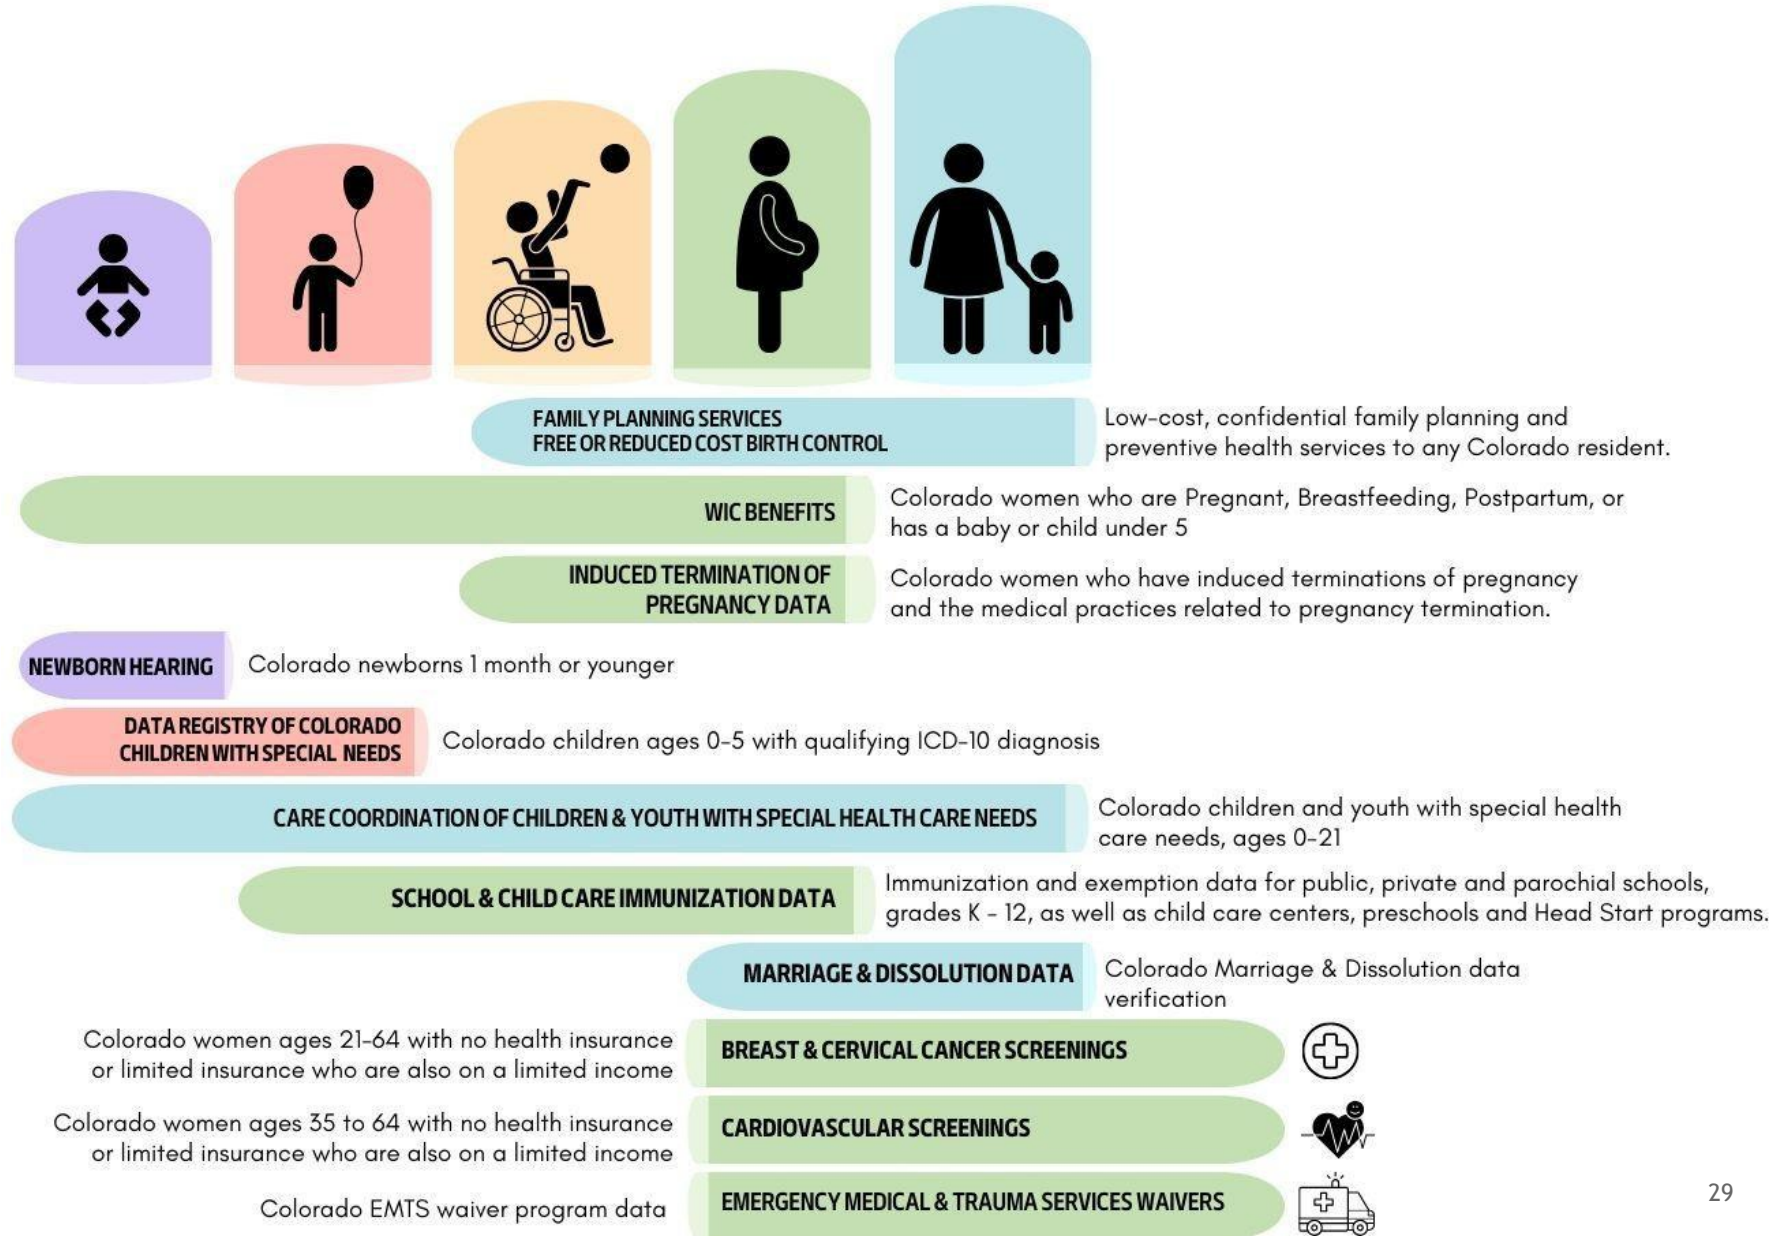 FAMILY PLANNING SERVICES
FREE OR REDUCED COST BIRTH CONTROL
Low-cost, confidential family planning and
preventive health services to any Colorado resident.
WIC BENEFITS
Colorado women who are Pregnant, Breastfeeding, Postpartum, or
has a baby or child under 5
INDUCED TERMINATION OF
PREGNANCY DATA
Colorado women who have induced terminations of pregnancy
and the medical practices related to pregnancy termination.
NEWBORN HEARING
Colorado newborns 1 month or younger
DATA REGISTRY OF COLORADO
CHILDREN WITH SPECIAL NEEDS
Colorado children ages 0-5 with qualifying ICD-10 diagnosis
CARE COORDINATION OF CHILDREN & YOUTH WITH SPECIAL HEALTH CARE NEEDS
Colorado children and youth with special health
care needs, ages 0-21
SCHOOL & CHILD CARE IMMUNIZATION DATA
Immunization and exemption data for public, private and parochial schools,
grades K - 12, as well as child care centers, preschools and Head Start programs.
MARRIAGE & DISSOLUTION DATA
Colorado Marriage & Dissolution data
verification
Colorado women ages 21-64 with no health insurance
or limited insurance who are also on a limited income
BREAST & CERVICAL CANCER SCREENINGS
Colorado women ages 35 to 64 with no health insurance
or limited insurance who are also on a limited income
CARDIOVASCULAR SCREENINGS
Colorado EMTS waiver program data
EMERGENCY MEDICAL & TRAUMA SERVICES WAIVERS
29